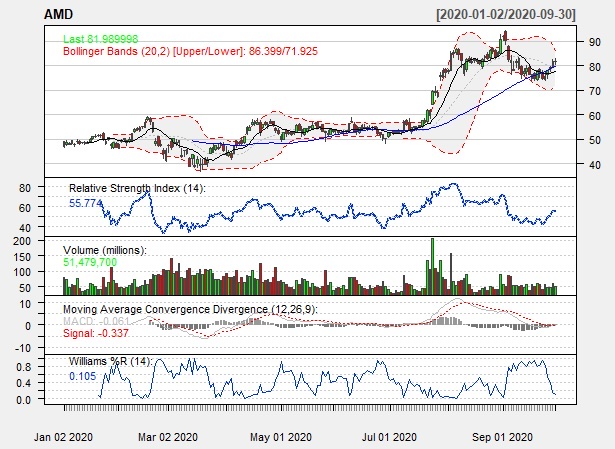 AMD [2020-01-02/2020-09-30]
Last 81.989998
Bollinger Bands (20,2) [Upper/Lower]: 86.399/71.925
90
80
70
60
50
40
Relative Strength Index (14):
55.774
80
60
40
Volume (millions):
51,479,700
200
150
100
50
Moving Average Convergence Divergence (12,26,9):
MACD: -0.061
Signal: -0.337
10
0
-10
Williams %R (14):
0.105
0.8
0.4
0.0
Jan 02 2020 Mar 02 2020 May 01 2020 Jul 01 2020 Sep 01 2020